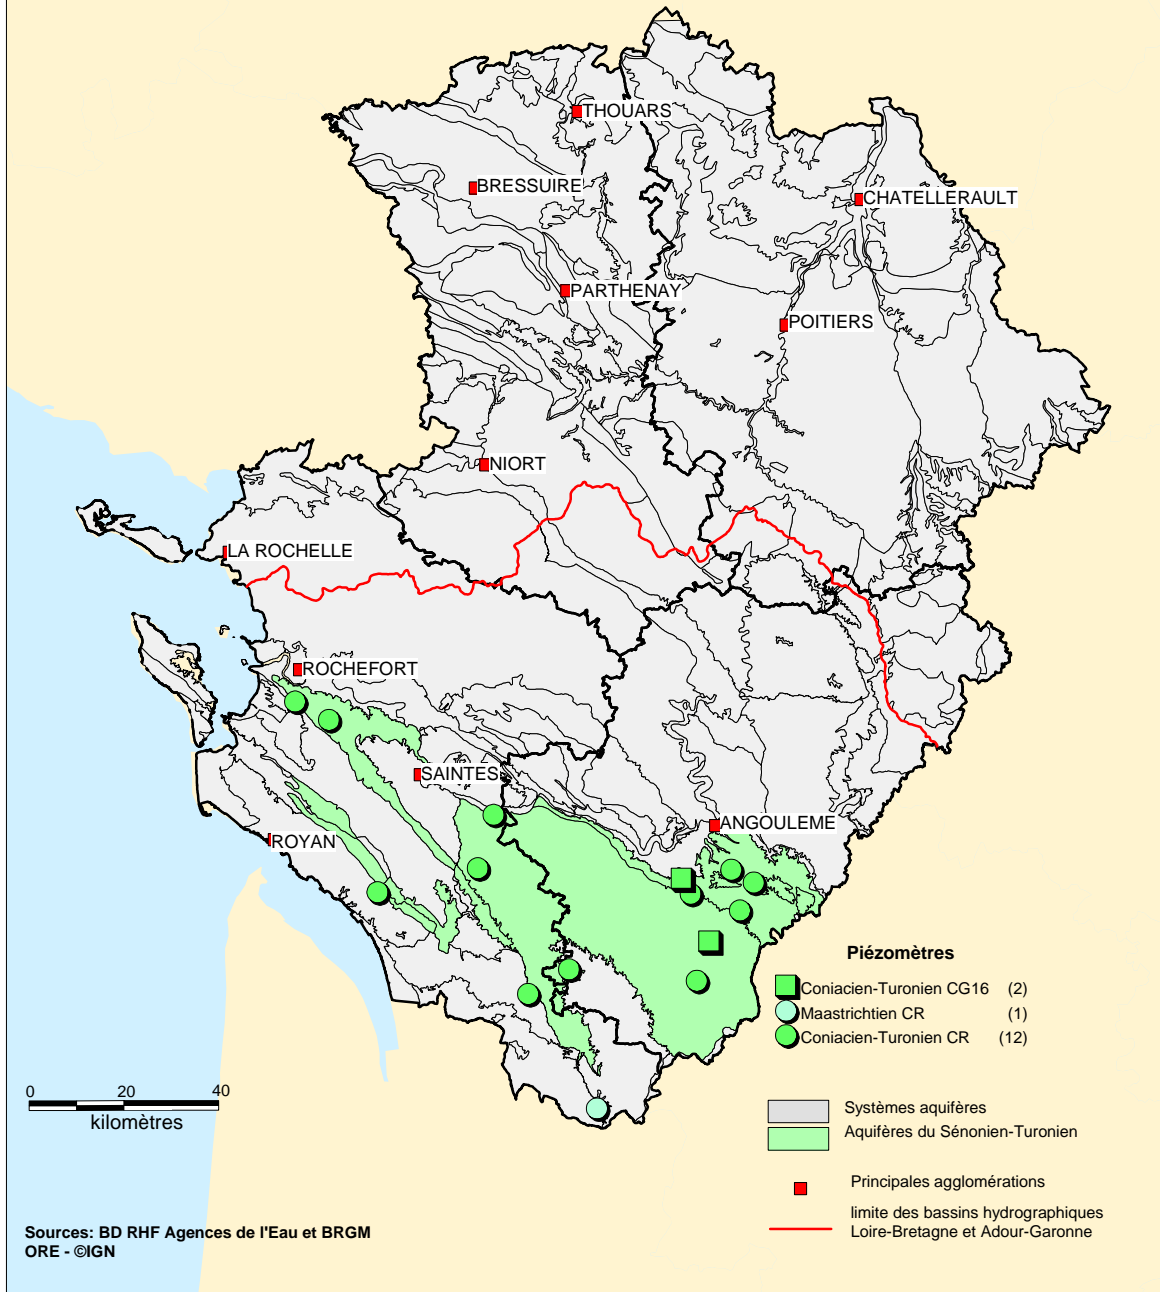 THOUARS
BRESSUIRE
CHATELLERAULT
PARTHENAY
POITIERS
NIORT
LA ROCHELLE
ROCHEFORT
SAINTES
ANGOULEME
ROYAN
Piézomètres
Coniacien-Turonien CG16 (2)
Maastrichtien CR (1)
Coniacien-Turonien CR (12)
0 20 40
kilomètres
Systèmes aquifères
Aquifères du Sénonien-Turonien
Principales agglomérations
limite des bassins hydrographiques
Loire-Bretagne et Adour-Garonne
Sources: BD RHF Agences de l'Eau et BRGM
ORE - ©IGN